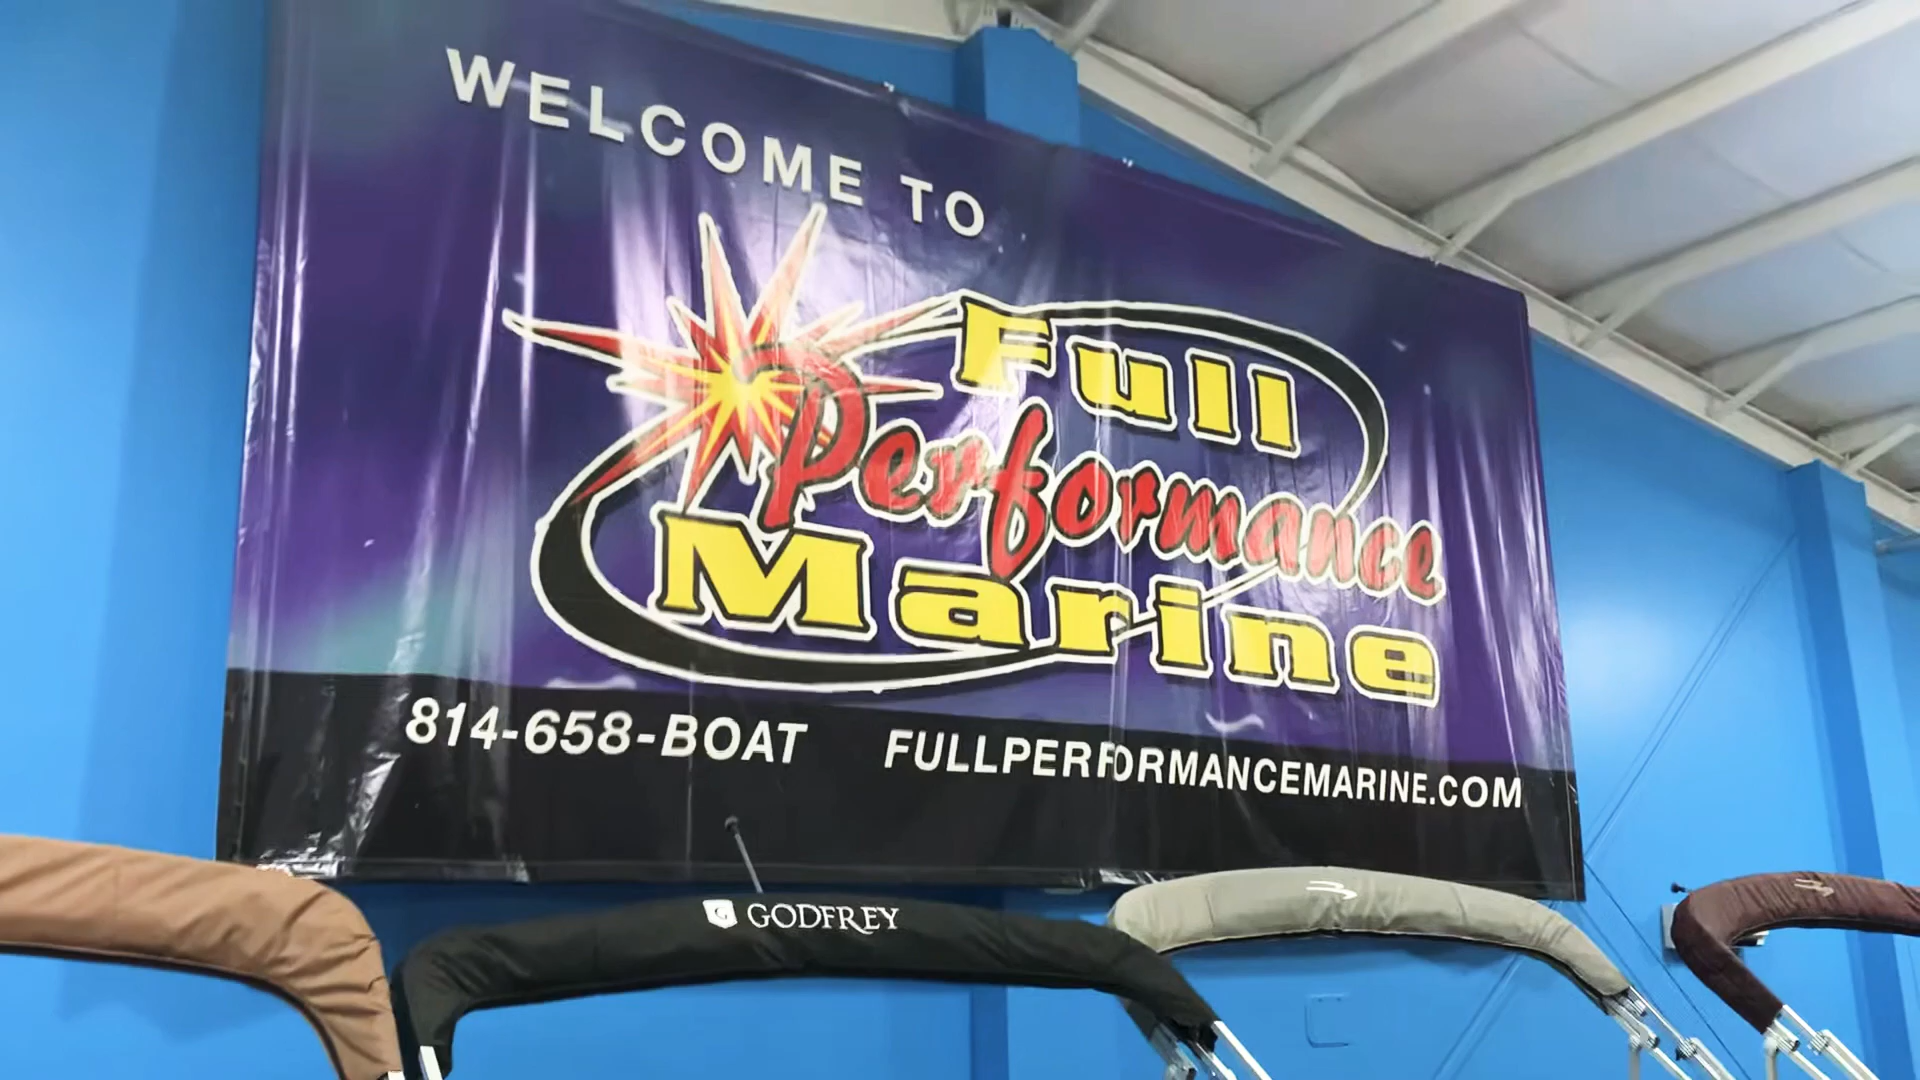 WELCOME TO
Full
Performance
Marine
814-658-BOAT FULLPERFORMANCEMARINE.COM
G GODFREY